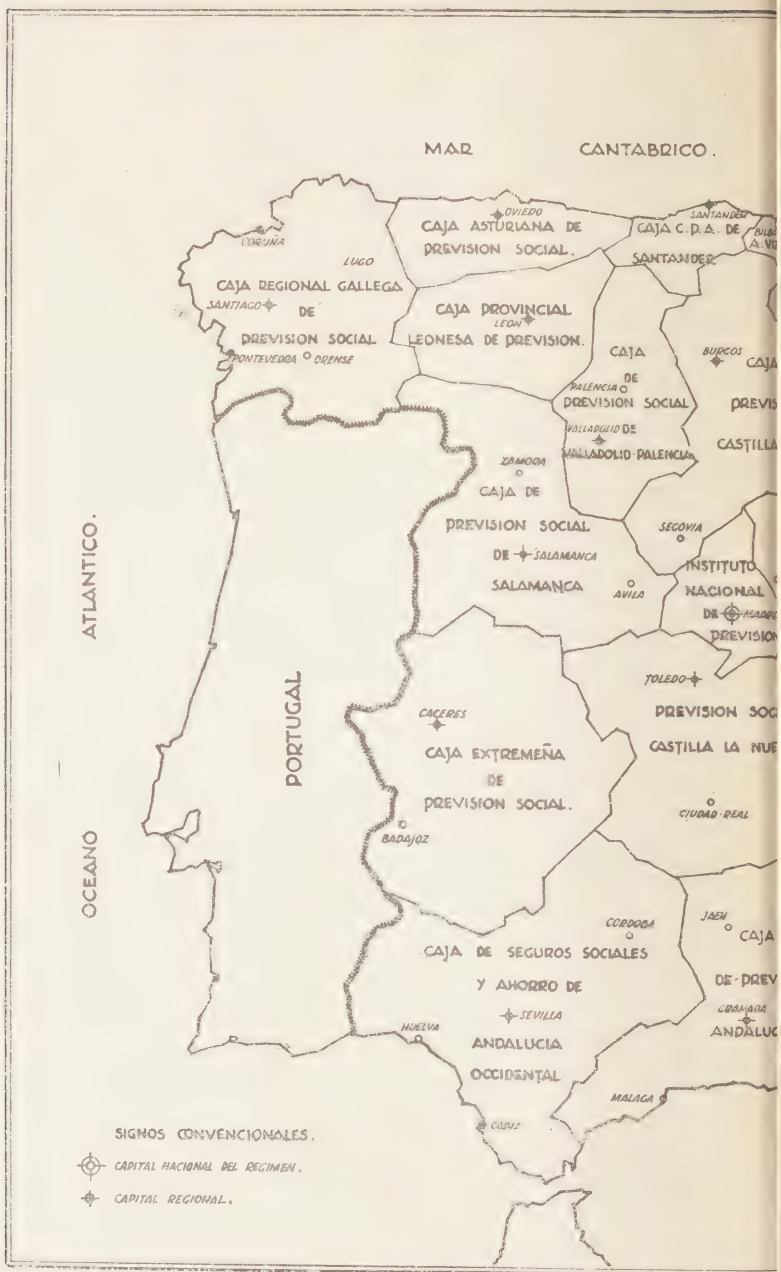 MAR CANTABRICO.
OVIEDO
CAJA ASTURIANA DE
PREVISION SOCIAL.
SANTANDER
CAJA C.P.A. DE
SANTANDER
A. VIZ
CORUÑA
LUGO
CAJA REGIONAL GALLEGA
SANTIAGO DE
PREVISION SOCIAL
PONTEVEDRA ORENSE
CAJA PROVINCIAL
LEON
LEONESA DE PREVISION.
CAJA
PALENCIA DE
PREVISION SOCIAL
VALLADOLID DE
VALLADOLID-PALENCIA
BURGOS CAJA
PREVIS
CASTILLA
ZAMORA
CAJA DE
PREVISION SOCIAL
DE SALAMANCA
SALAMANCA
AVILA
SEGOVIA
INSTITUTO
NACIONAL
DE MADRI
PREVISION
OCEANO ATLANTICO.
PORTUGAL
CACERES
CAJA EXTREMEÑA
DE
PREVISION SOCIAL.
BADAJOZ
TOLEDO
PREVISION SOC
CASTILLA LA NUE
CIUDAD-REAL
CORDOBA
CAJA DE SEGUROS SOCIALES
Y AHORRO DE
SEVILLA
ANDALUCIA
OCCIDENTAL
HUELVA
CADIZ
MALAGA
JAEN
CAJA
DE PREV
GRANADA
ANDALUC
SIGNOS CONVENCIONALES.
CAPITAL NACIONAL DEL REGIMEN.
CAPITAL REGIONAL.